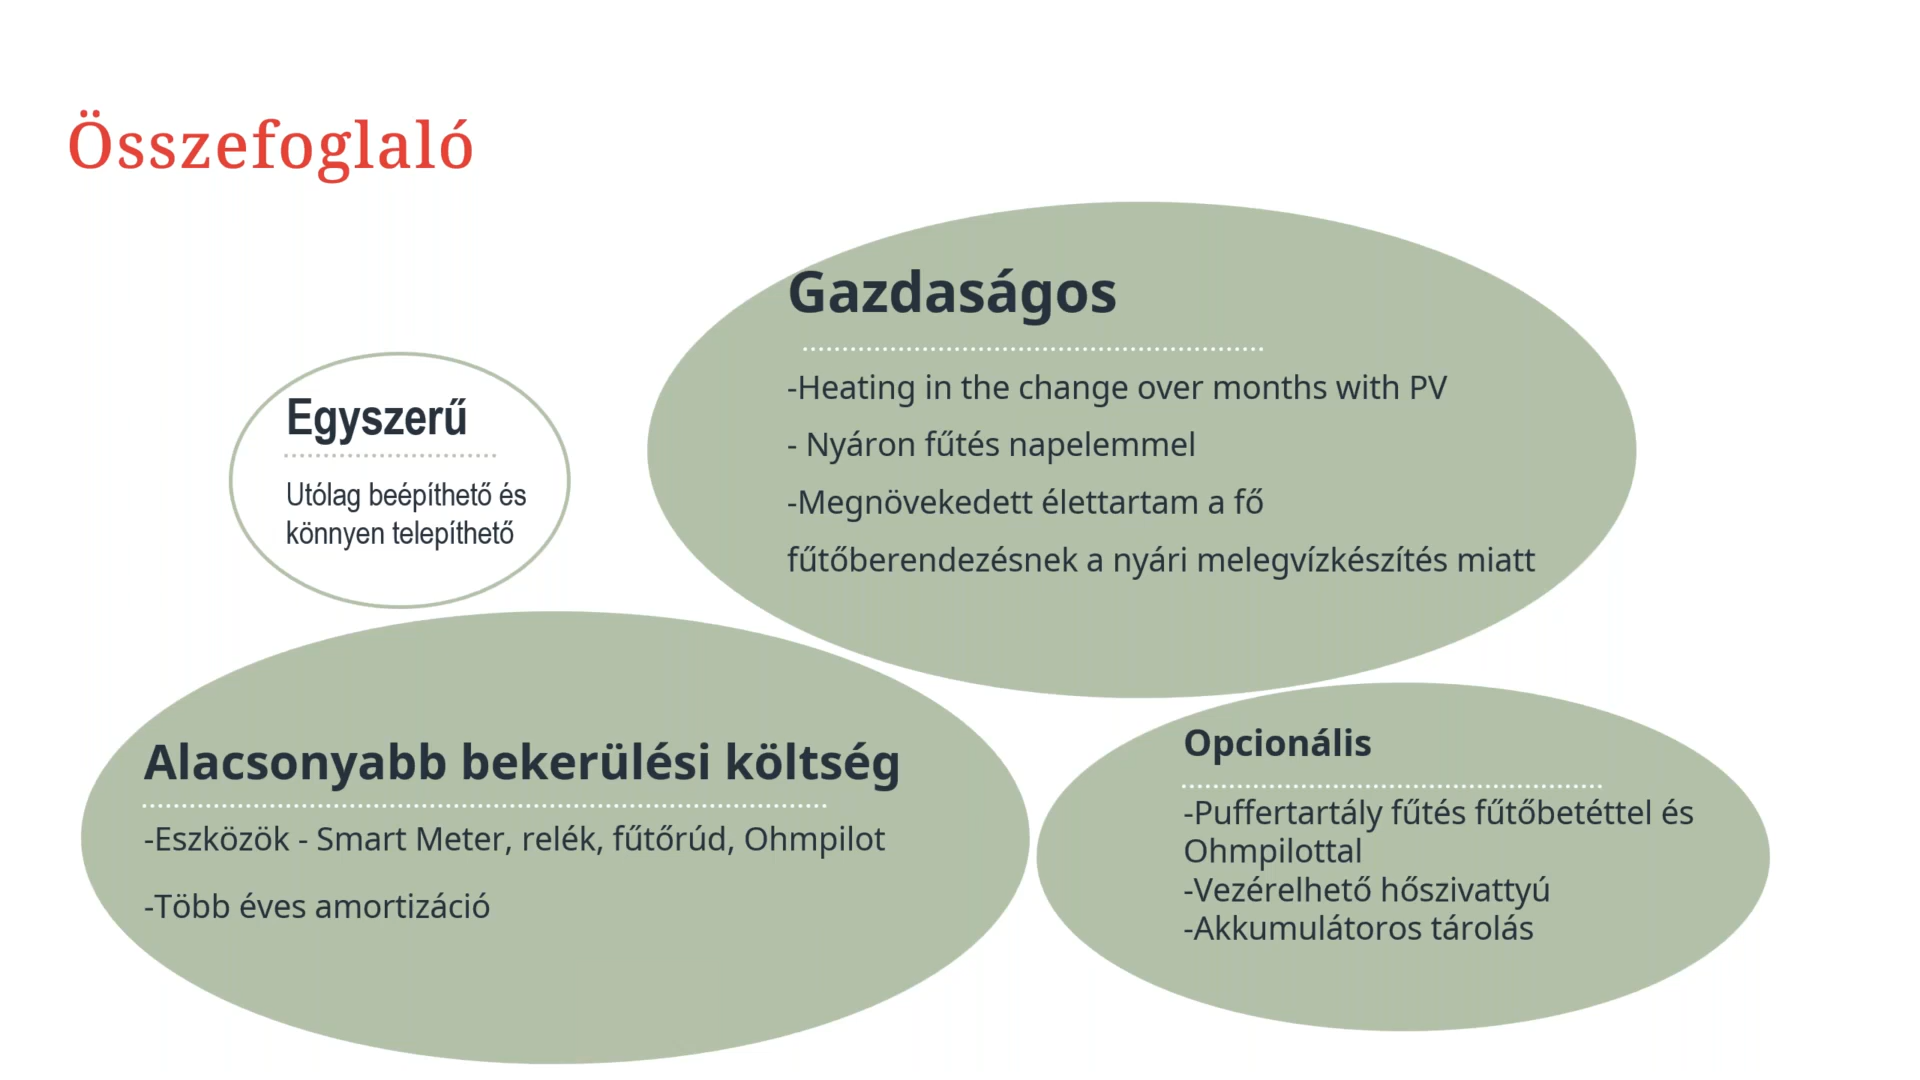 Összefoglaló
Gazdaságos
-Heating in the change over months with PV
- Nyáron fűtés napelemmel
-Megnövekedett élettartam a fő
fűtőberendezésnek a nyári melegvízkészítés miatt
Egyszerű
Utólag beépíthető és
könnyen telepíthető
Alacsonyabb bekerülési költség
-Eszközök - Smart Meter, relék, fűtőrúd, Ohmpilot
-Több éves amortizáció
Opcionális
-Puffertartály fűtés fűtőbetéttel és
Ohmpilottal
-Vezérelhető hőszivattyú
-Akkumulátoros tárolás